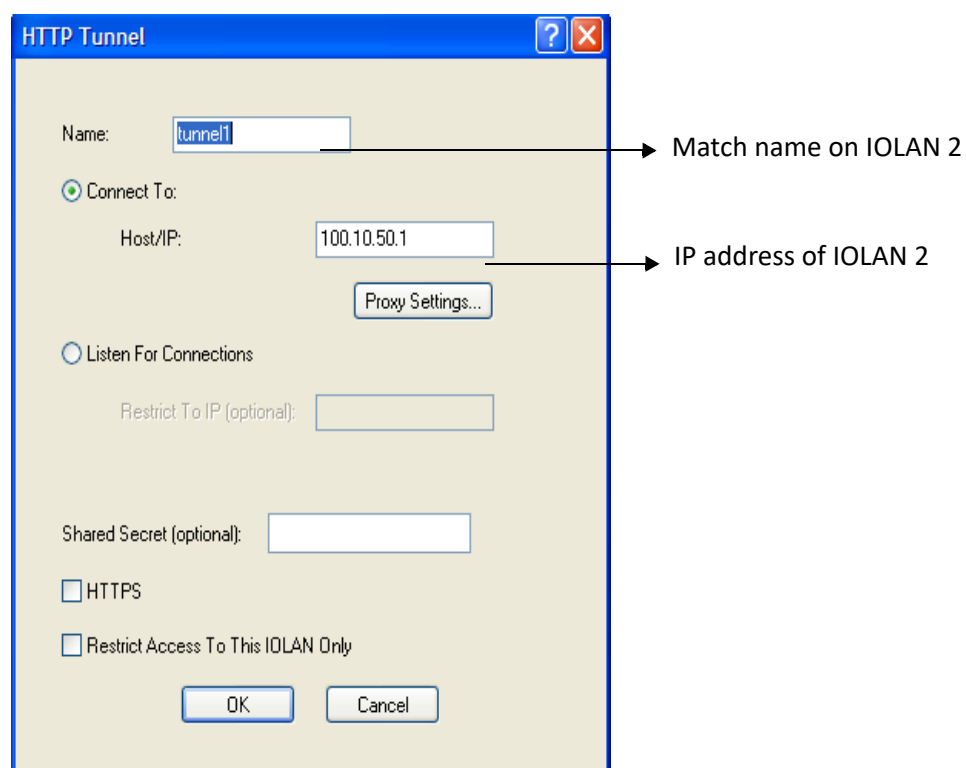 HTTP Tunnel
?
Name: tunnel1
Match name on IOLAN 2
Connect To:
Host/IP: 100.10.50.1
IP address of IOLAN 2
Proxy Settings...
Listen For Connections
Restrict To IP (optional):
Shared Secret (optional):
HTTPS
Restrict Access To This IOLAN Only
OK Cancel